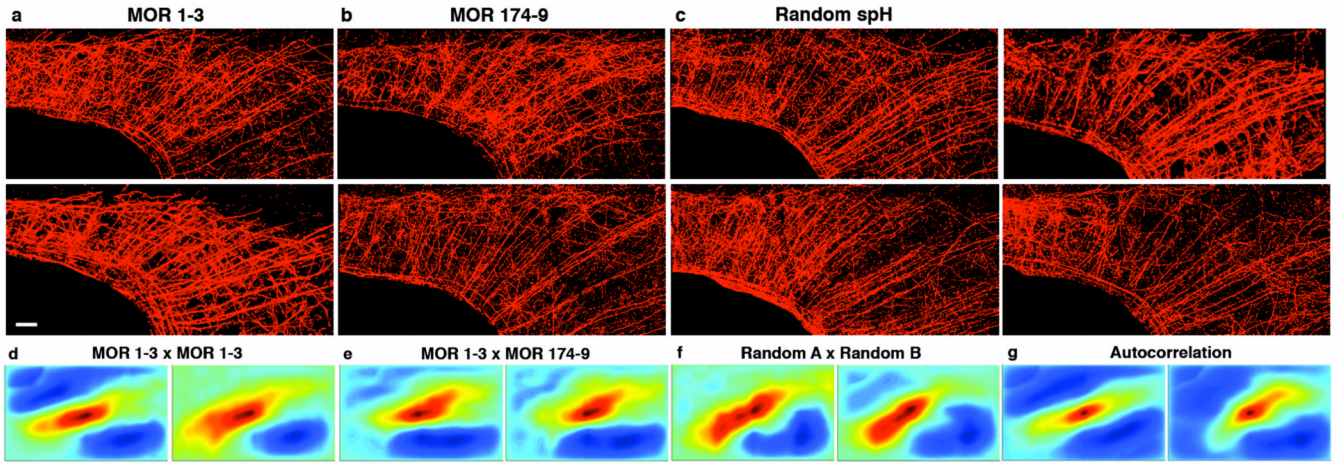 a MOR 1-3 b MOR 174-9 c Random spH
d MOR 1-3 x MOR 1-3 e MOR 1-3 x MOR 174-9 f Random A x Random B g Autocorrelation